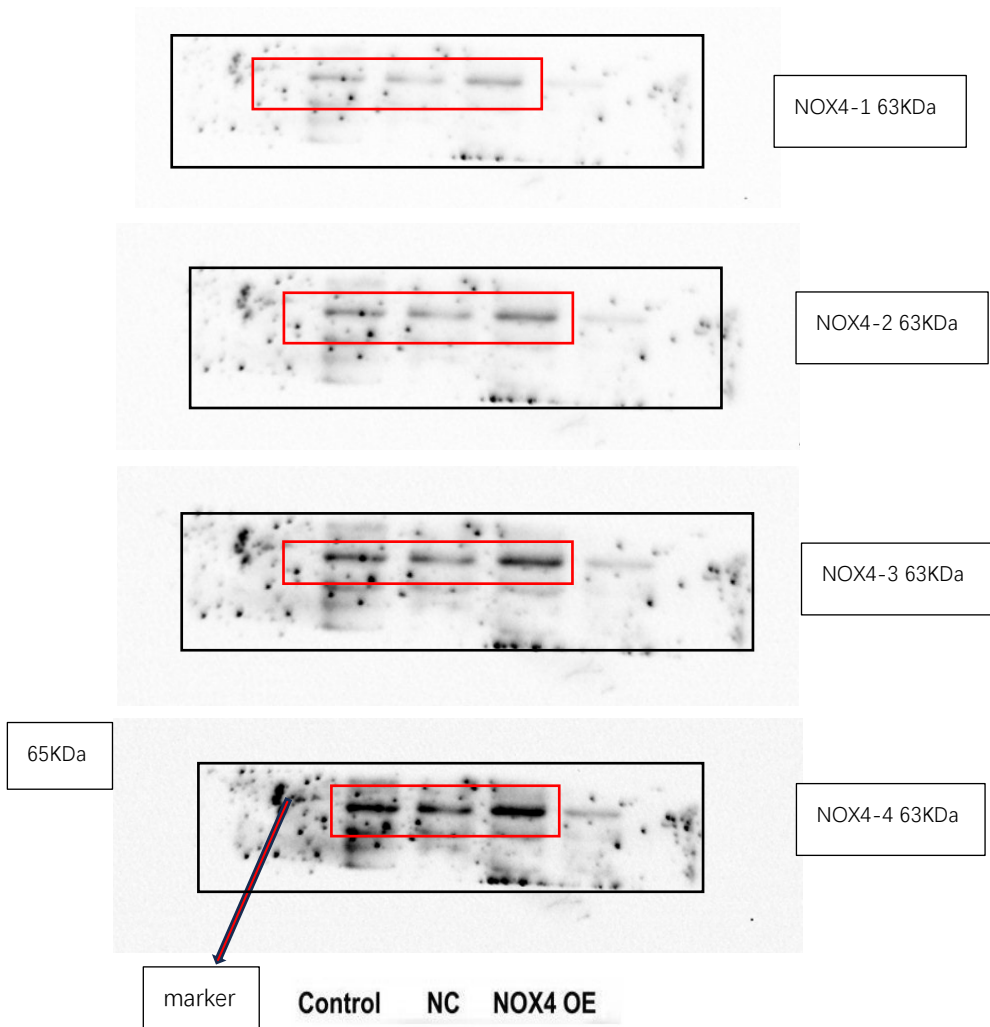 NOX4-1 63KDa
NOX4-2 63KDa
NOX4-3 63KDa
65KDa
NOX4-4 63KDa
marker
Control NC NOX4 OE